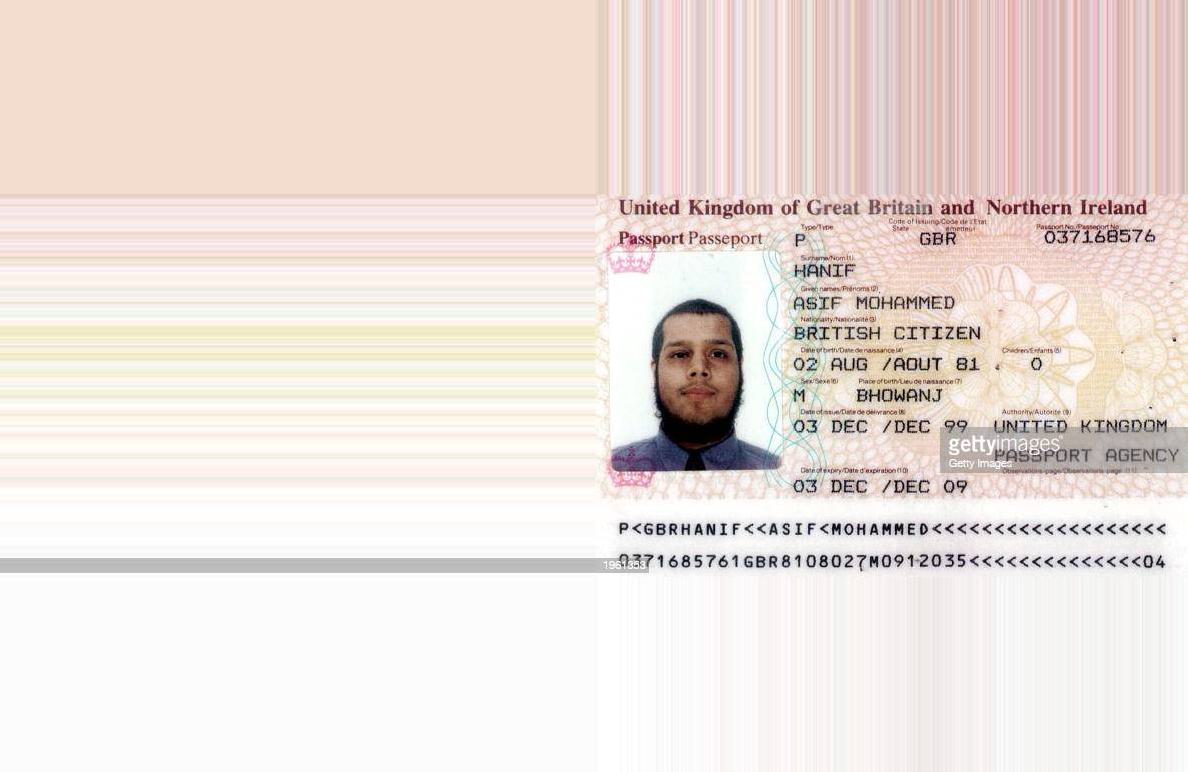 United Kingdom of Great Britain and Northern Ireland
Passport Passeport
Type/Type
P
Code of Issuing/Code de l'Etat
State émetteur
GBR
Passport No./Passeport No.
037168576
Surname/Nom (1)
HANIF
Given names/Prénoms (2)
ASIF MOHAMMED
Nationality/Nationalité (3)
BRITISH CITIZEN
Date of birth/Date de naissance (4)
02 AUG /AOUT 81
Children/Enfants (5)
0
Sex/Sexe (6)
M
Place of birth/Lieu de naissance (7)
BHOWANJ
Date of issue/Date de délivrance (8)
03 DEC /DEC 99
Authority/Autorité (9)
UNITED KINGDOM
PASSPORT AGENCY
gettyimages
Getty Images
Date of expiry/Date d'expiration (10)
03 DEC /DEC 09
Observations-page/Observations-page (11)
P<GBRHANIF<<ASIF<MOHAMMED<<<<<<<<<<<<<<<<<<<
0371685761GBR8108027M0912035<<<<<<<<<<<<<<04
1961353